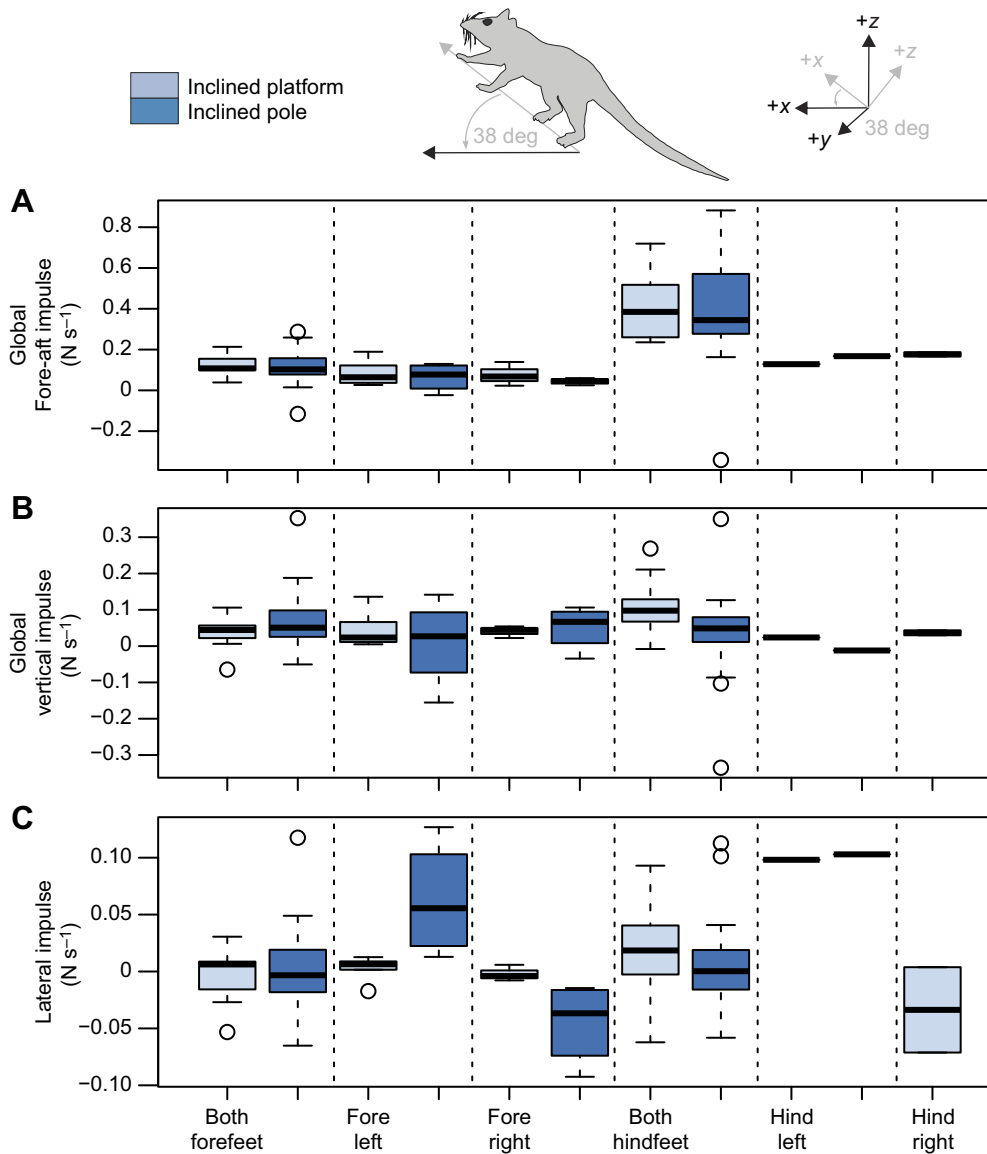 Inclined platform
Inclined pole
38 deg
+z
+x
+z
+x
+y
38 deg
A
Global
Fore-aft impulse
(N s−1)
0.8
0.6
0.4
0.2
0
−0.2
B
Global
vertical impulse
(N s−1)
0.3
0.2
0.1
0
−0.1
−0.2
−0.3
C
Lateral impulse
(N s−1)
0.10
0.05
0
−0.05
−0.10
Both forefeet
Fore left
Fore right
Both hindfeet
Hind left
Hind right